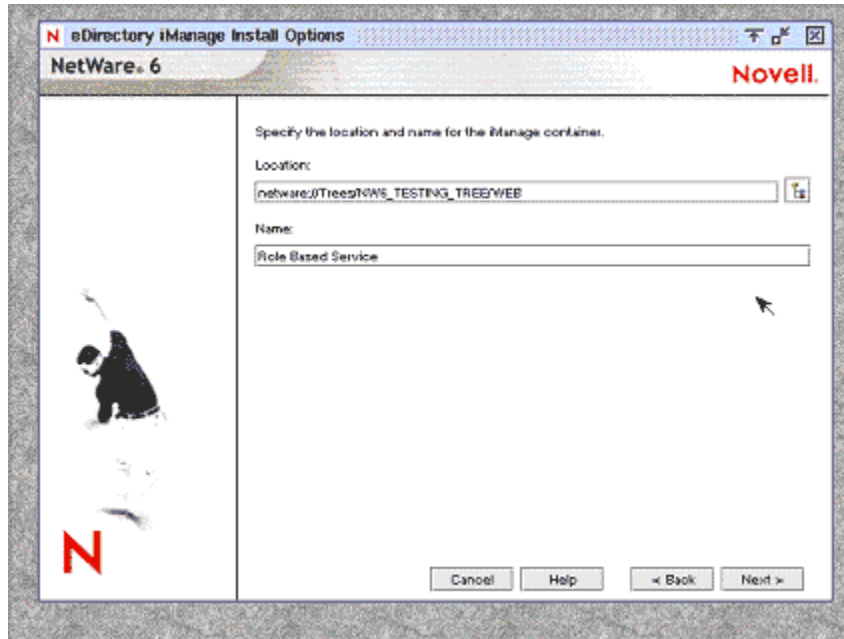 N eDirectory iManage Install Options
NetWare® 6
Novell.
Specify the location and name for the iManage container.
Location:
netware://Trees/NW6_TESTING_TREE/WEB
Name:
Role Based Service
N
Cancel Help < Back Next >